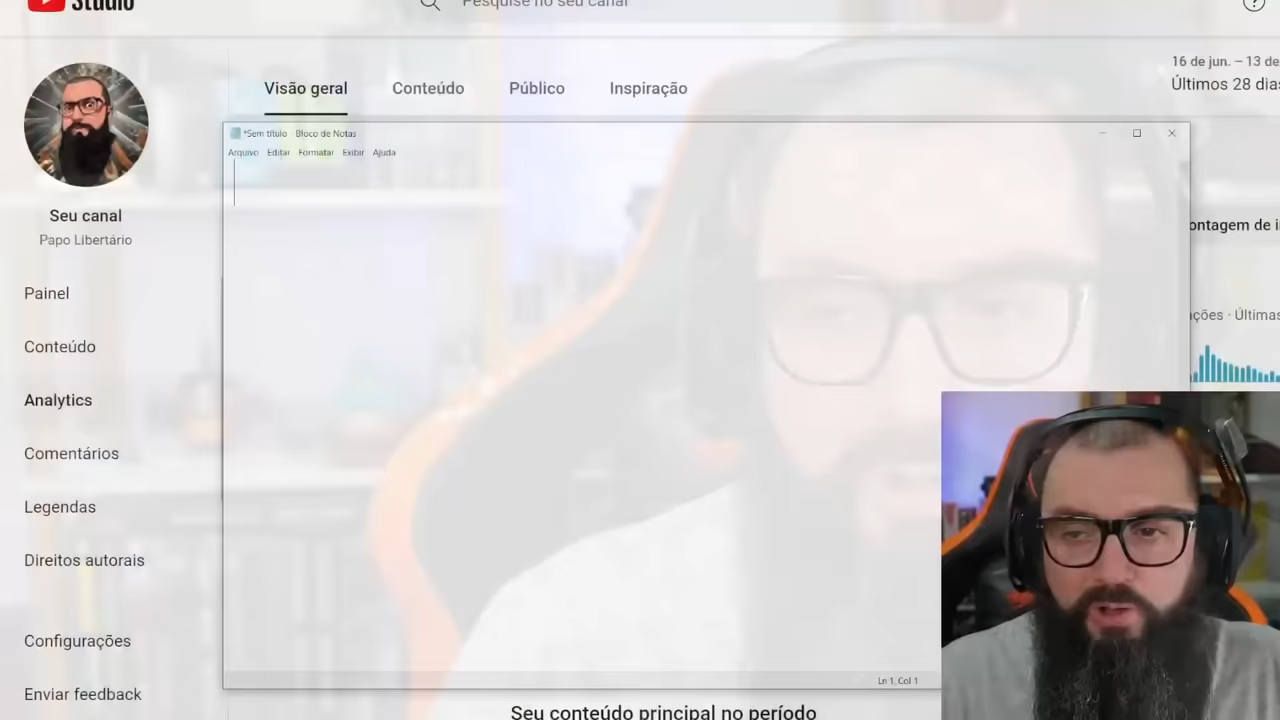 Studio
Pesquise no seu canal
Visão geral
Conteúdo
Público
Inspiração
16 de jun. – 13 de
Últimos 28 dias
*Sem título - Bloco de Notas
Arquivo Editar Formatar Exibir Ajuda
Seu canal
Papo Libertário
Painel
Conteúdo
Analytics
Comentários
Legendas
Direitos autorais
Configurações
Enviar feedback
ontagem de i
ações · Últimas
Ln 1, Col 1
Seu conteúdo principal no período